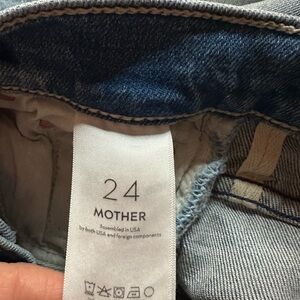 24
MOTHER
Assembled in USA
by both USA and foreign components